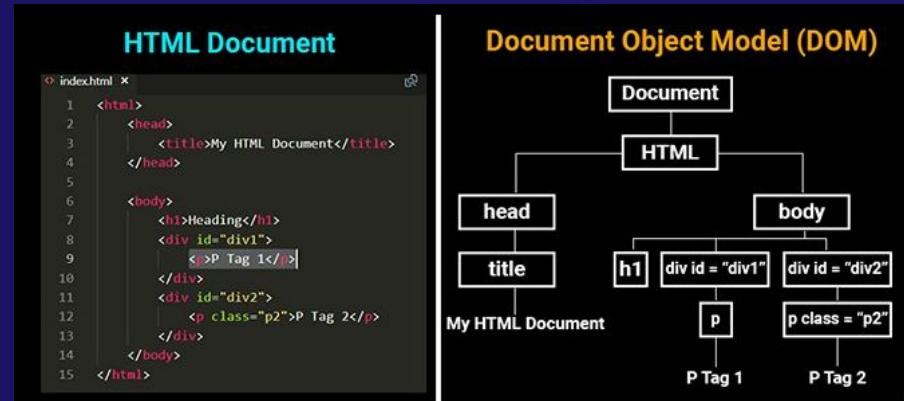 HTML Document
index.html ×
1 <html>
2 <head>
3 <title>My HTML Document</title>
4 </head>
5
6 <body>
7 <h1>Heading</h1>
8 <div id="div1">
9 <p>P Tag 1</p>
10 </div>
11 <div id="div2">
12 <p class="p2">P Tag 2</p>
13 </div>
14 </body>
15 </html>
Document Object Model (DOM)
Document
HTML
head body
title h1 div id = "div1" div id = "div2"
My HTML Document p p class = "p2"
P Tag 1 P Tag 2